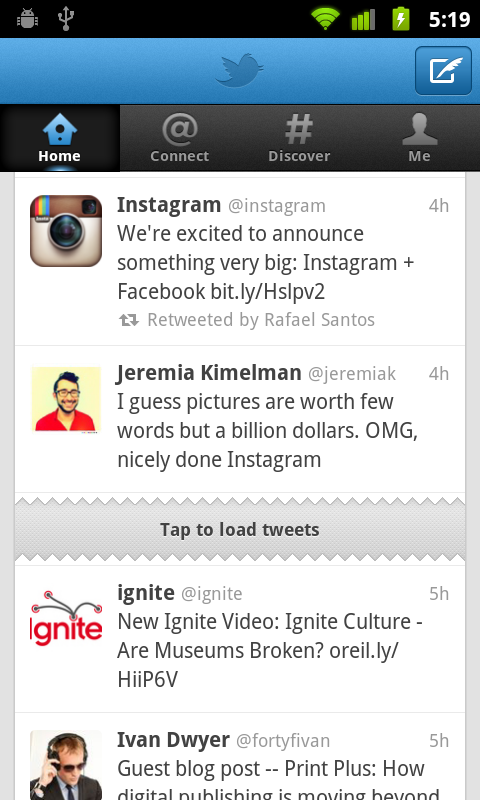 5:19
Home
@
Connect
#
Discover
Me
Instagram @instagram 4h
We're excited to announce
something very big: Instagram +
Facebook bit.ly/Hslpv2
Retweeted by Rafael Santos
Jeremia Kimelman @jeremiak 4h
I guess pictures are worth few
words but a billion dollars. OMG,
nicely done Instagram
Tap to load tweets
ignite
ignite @ignite 5h
New Ignite Video: Ignite Culture -
Are Museums Broken? oreil.ly/
HiiP6V
Ivan Dwyer @fortyfivan 5h
Guest blog post -- Print Plus: How
digital publishing is moving beyond